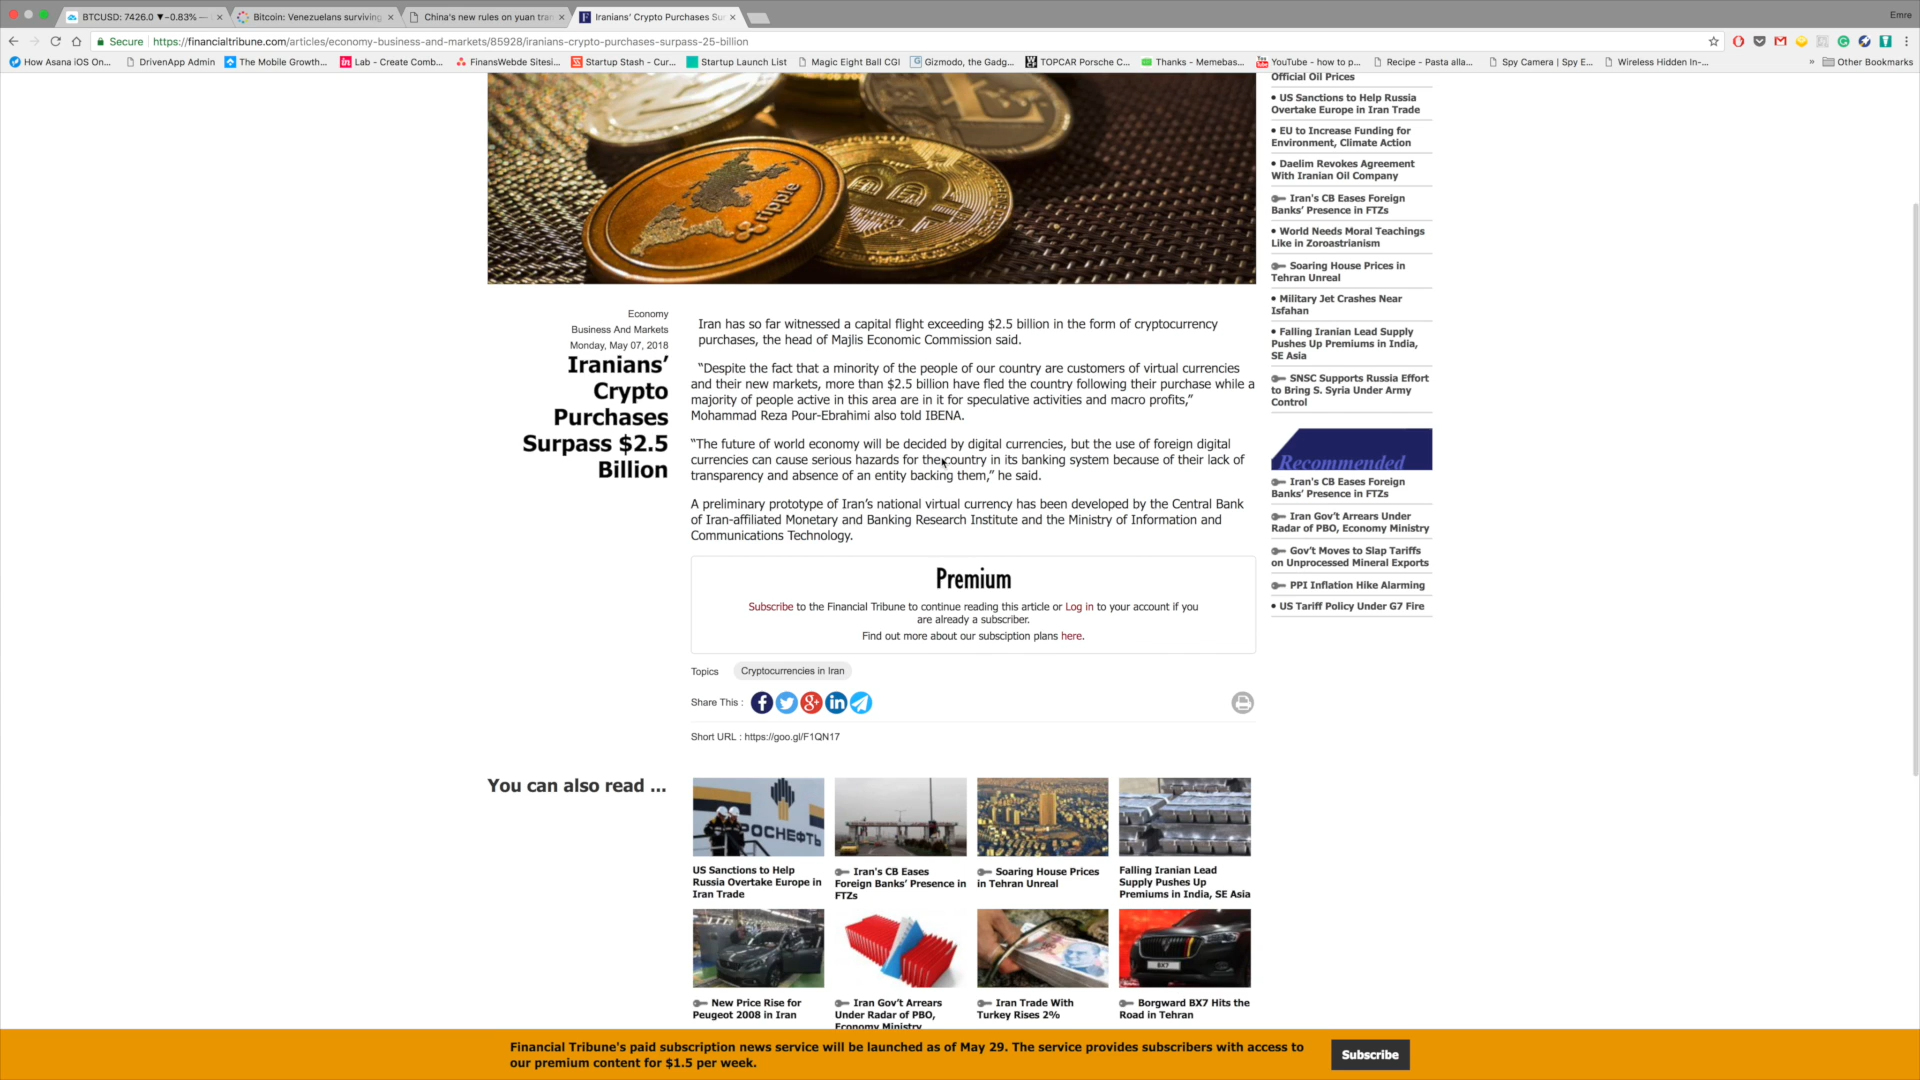 BTCUSD: 7426.0 ▼−0.83% —
Bitcoin: Venezuelans surviving
China's new rules on yuan tran
Iranians' Crypto Purchases Sur
Emre
Secure
https://financialtribune.com/articles/economy-business-and-markets/85928/iranians-crypto-purchases-surpass-25-billion
How Asana iOS On...
DrivenApp Admin
The Mobile Growth...
Lab - Create Comb...
FinansWebde Sitesi...
Startup Stash - Cur...
Startup Launch List
Magic Eight Ball CGI
Gizmodo, the Gadg...
TOPCAR Porsche C...
Thanks - Memebas...
YouTube - how to p...
Recipe - Pasta alla...
Spy Camera | Spy E...
Wireless Hidden In-...
» Other Bookmarks
ripple
Economy
Business And Markets
Monday, May 07, 2018
Iranians’
Crypto
Purchases
Surpass $2.5
Billion
Iran has so far witnessed a capital flight exceeding $2.5 billion in the form of cryptocurrency
purchases, the head of Majlis Economic Commission said.
“Despite the fact that a minority of the people of our country are customers of virtual currencies
and their new markets, more than $2.5 billion have fled the country following their purchase while a
majority of people active in this area are in it for speculative activities and macro profits,”
Mohammad Reza Pour-Ebrahimi also told IBENA.
“The future of world economy will be decided by digital currencies, but the use of foreign digital
currencies can cause serious hazards for the country in its banking system because of their lack of
transparency and absence of an entity backing them,” he said.
A preliminary prototype of Iran’s national virtual currency has been developed by the Central Bank
of Iran-affiliated Monetary and Banking Research Institute and the Ministry of Information and
Communications Technology.
Premium
Subscribe to the Financial Tribune to continue reading this article or Log in to your account if you
are already a subscriber.
Find out more about our subsciption plans here.
Topics
Cryptocurrencies in Iran
Share This :
Short URL : https://goo.gl/F1QN17
Official Oil Prices
• US Sanctions to Help Russia
Overtake Europe in Iran Trade
• EU to Increase Funding for
Environment, Climate Action
• Daelim Revokes Agreement
With Iranian Oil Company
Iran's CB Eases Foreign
Banks’ Presence in FTZs
• World Needs Moral Teachings
Like in Zoroastrianism
Soaring House Prices in
Tehran Unreal
• Military Jet Crashes Near
Isfahan
• Falling Iranian Lead Supply
Pushes Up Premiums in India,
SE Asia
SNSC Supports Russia Effort
to Bring S. Syria Under Army
Control
Recommended
Iran's CB Eases Foreign
Banks’ Presence in FTZs
Iran Gov’t Arrears Under
Radar of PBO, Economy Ministry
Gov’t Moves to Slap Tariffs
on Unprocessed Mineral Exports
PPI Inflation Hike Alarming
• US Tariff Policy Under G7 Fire
You can also read ...
РОСНЕФТЬ
US Sanctions to Help
Russia Overtake Europe in
Iran Trade
Iran's CB Eases
Foreign Banks’ Presence in
FTZs
Soaring House Prices
in Tehran Unreal
Falling Iranian Lead
Supply Pushes Up
Premiums in India, SE Asia
BX7
New Price Rise for
Peugeot 2008 in Iran
Iran Gov’t Arrears
Under Radar of PBO,
Economy Ministry
Iran Trade With
Turkey Rises 2%
Borgward BX7 Hits the
Road in Tehran
Financial Tribune's paid subscription news service will be launched as of May 29. The service provides subscribers with access to
our premium content for $1.5 per week.
Subscribe